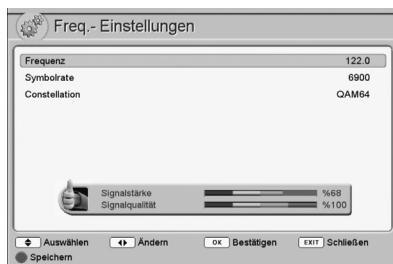 Freq.- Einstellungen
Frequenz 122.0
Symbolrate 6900
Constellation QAM64
Signalstärke %68
Signalqualität %100
Auswählen Ändern OK Bestätigen EXIT Schließen
Speichern